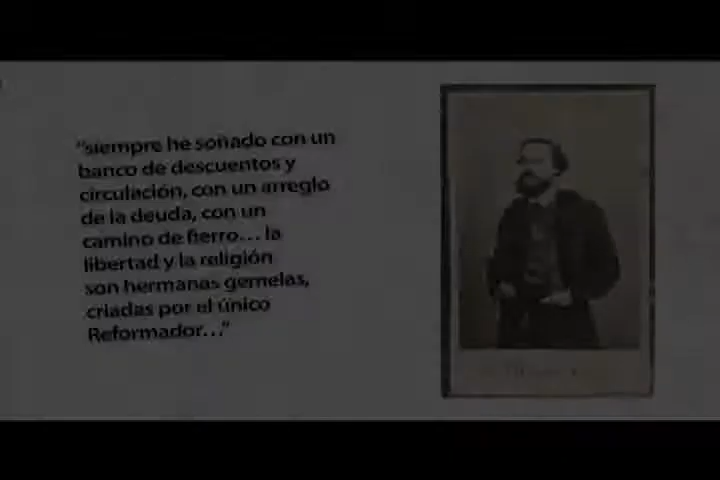 “siempre he soñado con un
banco de descuentos y
circulación, con un arreglo
de la deuda, con un
camino de fierro... la
libertad y la religión
son hermanas gemelas,
criadas por el único
Reformador...”